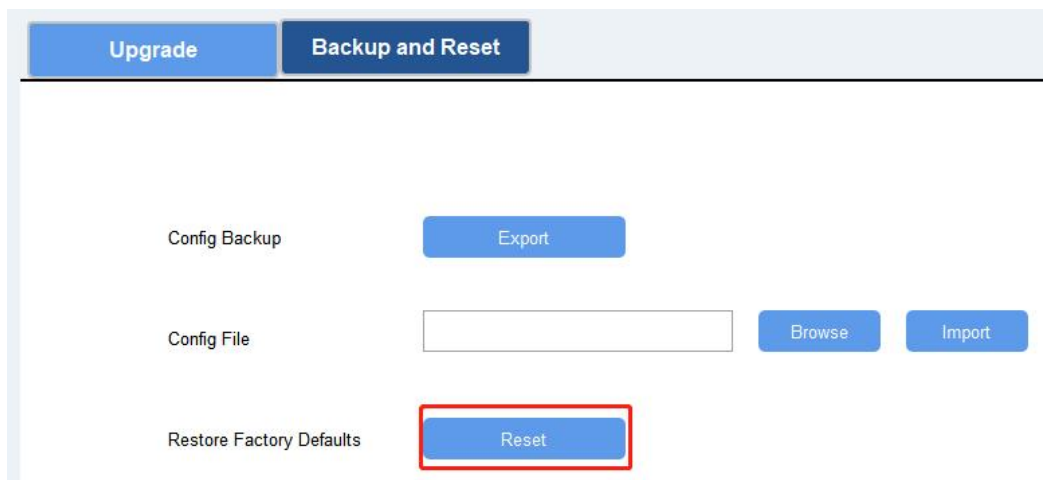 Upgrade Backup and Reset
Config Backup Export
Config File Browse Import
Restore Factory Defaults Reset